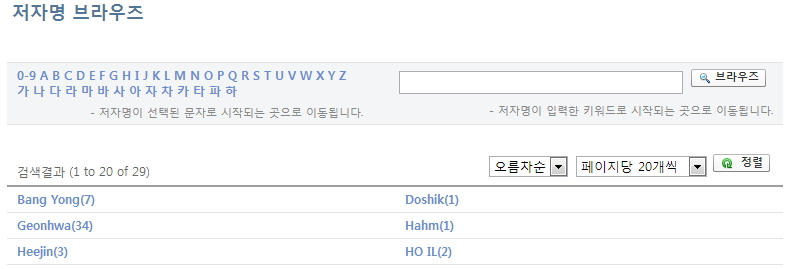 저자명 브라우즈
0-9 A B C D E F G H I J K L M N O P Q R S T U V W X Y Z
가 나 다 라 마 바 사 아 자 차 카 타 파 하
- 저자명이 선택된 문자로 시작되는 곳으로 이동됩니다.
브라우즈
- 저자명이 입력한 키워드로 시작되는 곳으로 이동됩니다.
검색결과 (1 to 20 of 29)
오름차순 페이지당 20개씩 정렬
Bang Yong(7) Doshik(1)
Geonhwa(34) Hahm(1)
Heejin(3) HO IL(2)